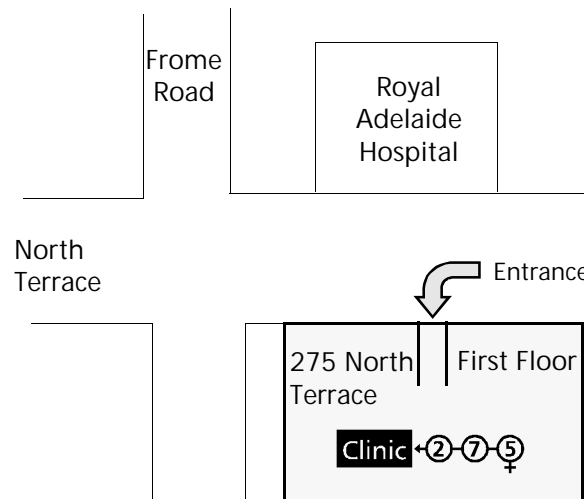 Frome
Road
Royal
Adelaide
Hospital
North
Terrace
Entrance
275 North
Terrace
First Floor
Clinic 2 7 5